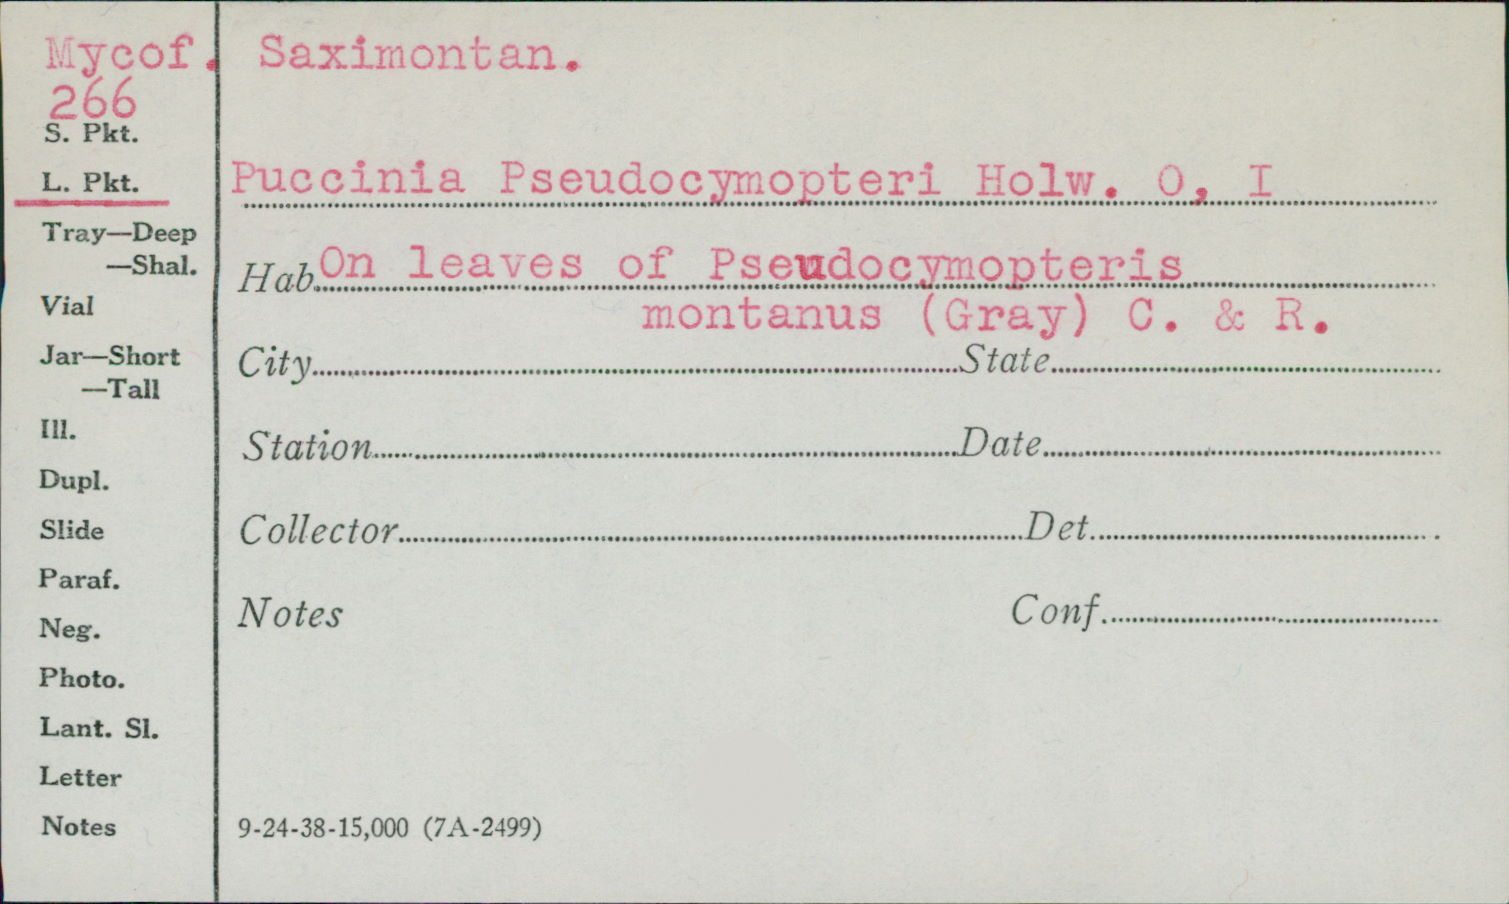 Mycof. Saximontan.
266
S. Pkt.
L. Pkt.
Puccinia Pseudocymopteri Holw. O, I
Tray—Deep
—Shal.
Hab. On leaves of Pseudocymopteris
montanus (Gray) C. & R.
Vial
Jar—Short
—Tall
City State
Ill.
Station Date
Dupl.
Slide
Collector Det.
Paraf.
Neg.
Notes Conf.
Photo.
Lant. Sl.
Letter
Notes
9-24-38-15,000 (7A-2499)